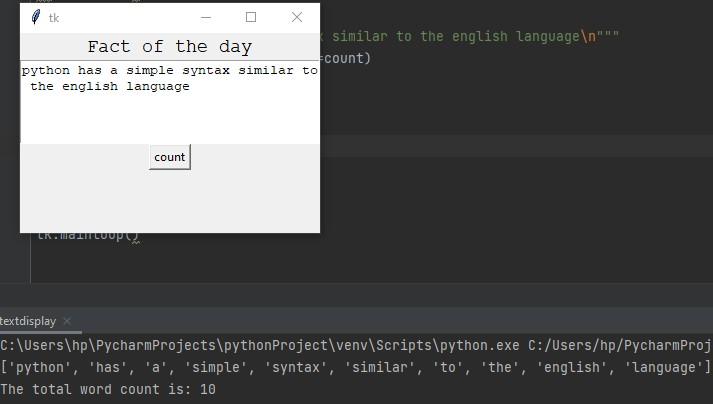 tk
Fact of the day
python has a simple syntax similar to
the english language
count
similar to the english language\n"""
=count)
tk.mainloop()
textdisplay
C:\Users\hp\PycharmProjects\pythonProject\venv\Scripts\python.exe C:/Users/hp/PycharmProj
['python', 'has', 'a', 'simple', 'syntax', 'similar', 'to', 'the', 'english', 'language']
The total word count is: 10